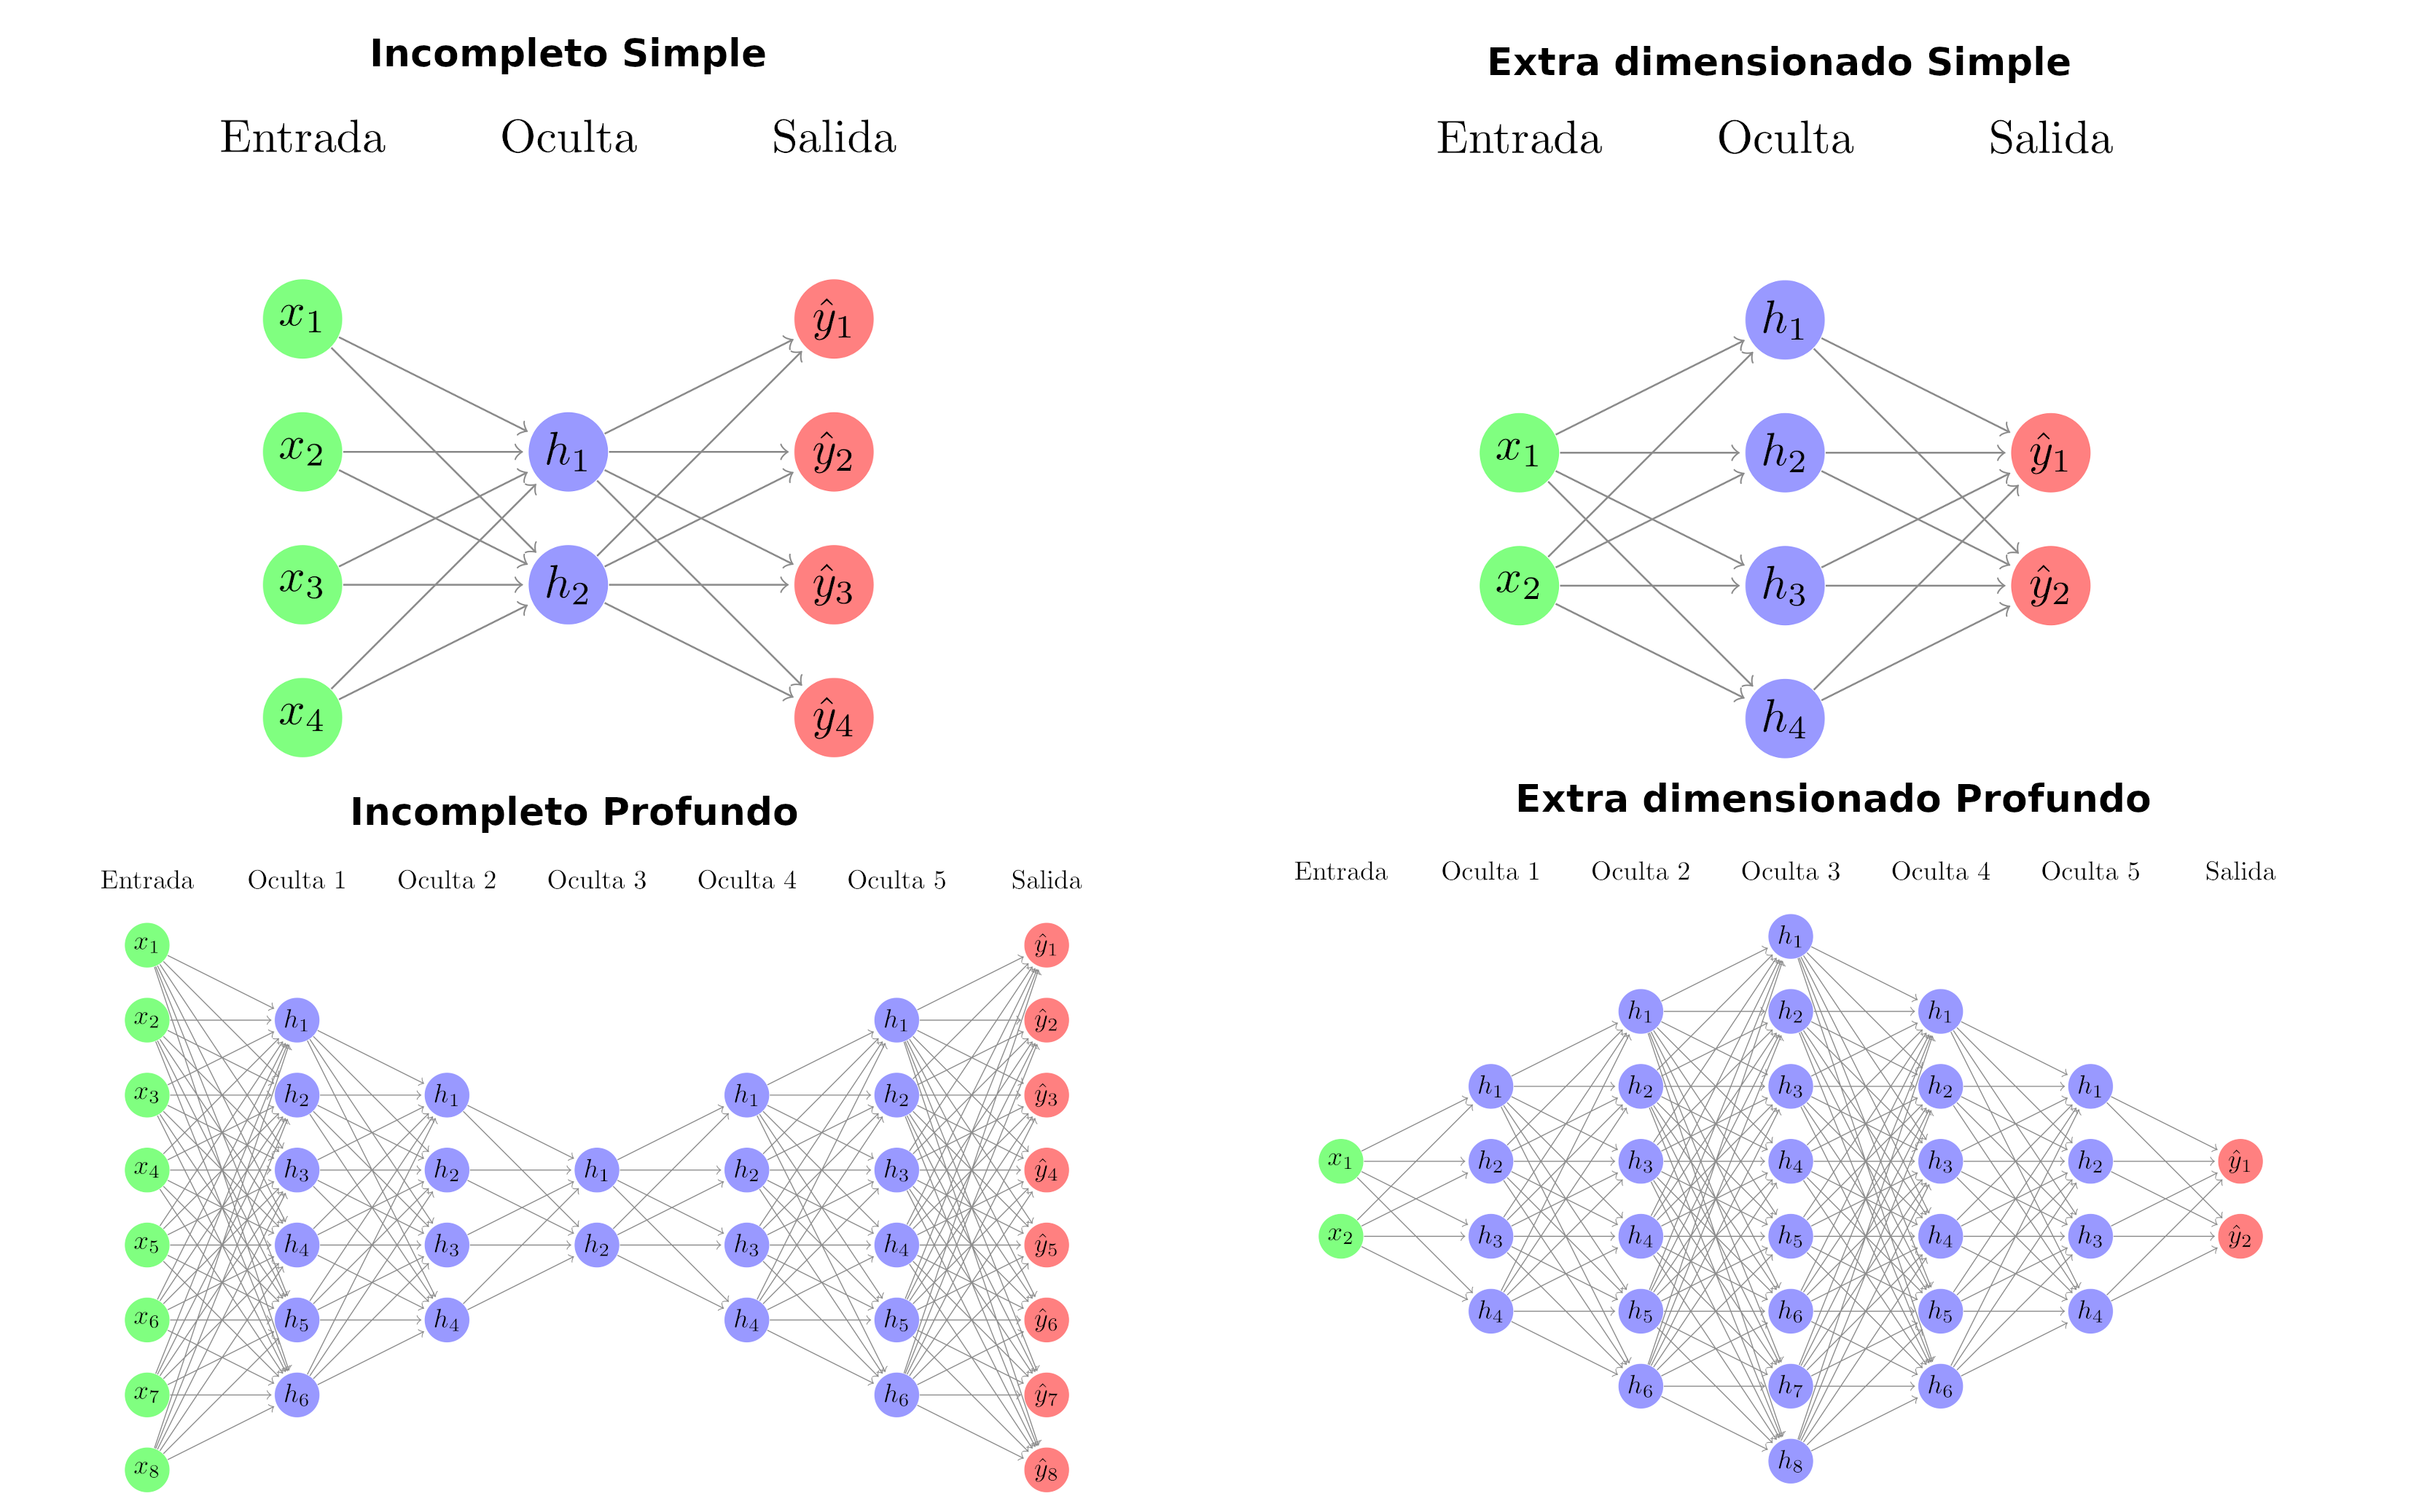 Incompleto Simple
Entrada Oculta Salida
x1 ŷ1
x2 h1 ŷ2
x3 h2 ŷ3
x4 ŷ4
Extra dimensionado Simple
Entrada Oculta Salida
h1
x1 h2 ŷ1
x2 h3 ŷ2
h4
Incompleto Profundo
Entrada Oculta 1 Oculta 2 Oculta 3 Oculta 4 Oculta 5 Salida
x1 ŷ1
x2 h1 h1 ŷ2
x3 h2 h1 h1 h2 ŷ3
x4 h3 h2 h1 h2 h3 ŷ4
x5 h4 h3 h2 h3 h4 ŷ5
x6 h5 h4 h4 h5 ŷ6
x7 h6 h6 ŷ7
x8 ŷ8
Extra dimensionado Profundo
Entrada Oculta 1 Oculta 2 Oculta 3 Oculta 4 Oculta 5 Salida
h1
h1 h2 h1
h1 h2 h3 h2 h1
x1 h2 h3 h4 h3 h2 ŷ1
x2 h3 h4 h5 h4 h3 ŷ2
h4 h5 h6 h5 h4
h6 h7 h6
h8